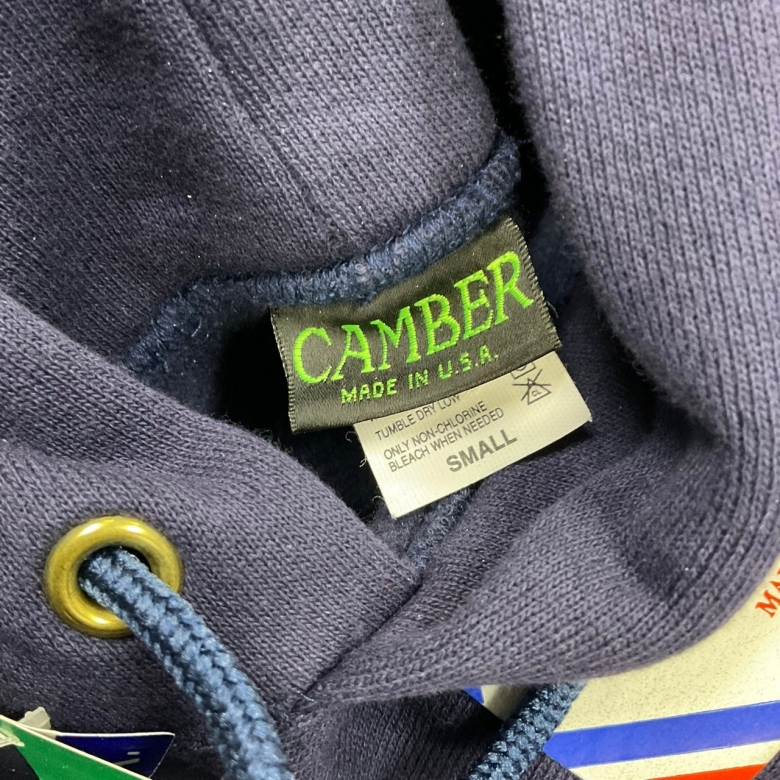 CAMBER
MADE IN U.S.A.
TUMBLE DRY LOW
ONLY NON-CHLORINE
BLEACH WHEN NEEDED
SMALL